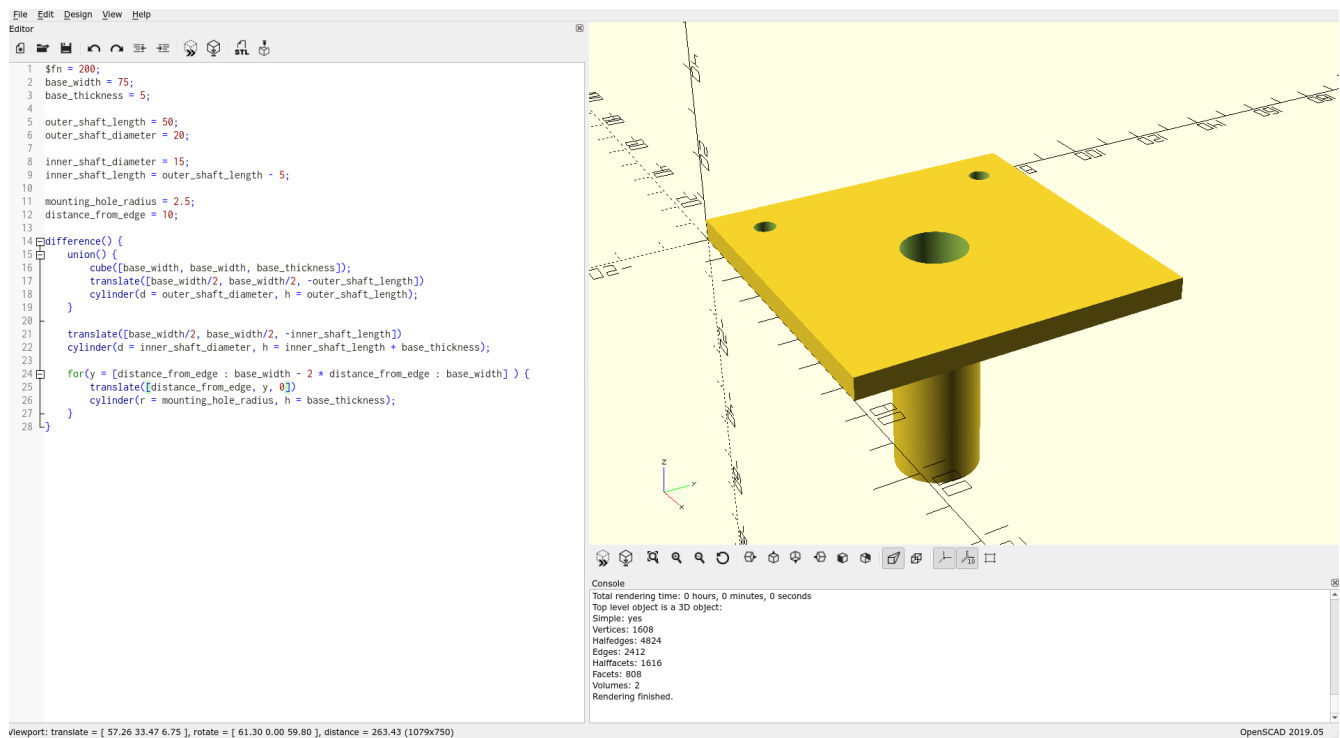 File Edit Design View Help
Editor
STL
1 $fn = 200;
2 base_width = 75;
3 base_thickness = 5;
4
5 outer_shaft_length = 50;
6 outer_shaft_diameter = 20;
7
8 inner_shaft_diameter = 15;
9 inner_shaft_length = outer_shaft_length - 5;
10
11 mounting_hole_radius = 2.5;
12 distance_from_edge = 10;
13
14 difference() {
15 union() {
16 cube([base_width, base_width, base_thickness]);
17 translate([base_width/2, base_width/2, -outer_shaft_length])
18 cylinder(d = outer_shaft_diameter, h = outer_shaft_length);
19 }
20
21 translate([base_width/2, base_width/2, -inner_shaft_length])
22 cylinder(d = inner_shaft_diameter, h = inner_shaft_length + base_thickness);
23
24 for(y = [distance_from_edge : base_width - 2 * distance_from_edge : base_width] ) {
25 translate([distance_from_edge, y, 0])
26 cylinder(r = mounting_hole_radius, h = base_thickness);
27 }
28 }
z
y
x
10
Console
Total rendering time: 0 hours, 0 minutes, 0 seconds
Top level object is a 3D object:
Simple: yes
Vertices: 1608
Halfedges: 4824
Edges: 2412
Halffacets: 1616
Facets: 808
Volumes: 2
Rendering finished.
Viewport: translate = [ 57.26 33.47 6.75 ], rotate = [ 61.30 0.00 59.80 ], distance = 263.43 (1079x750)
OpenSCAD 2019.05